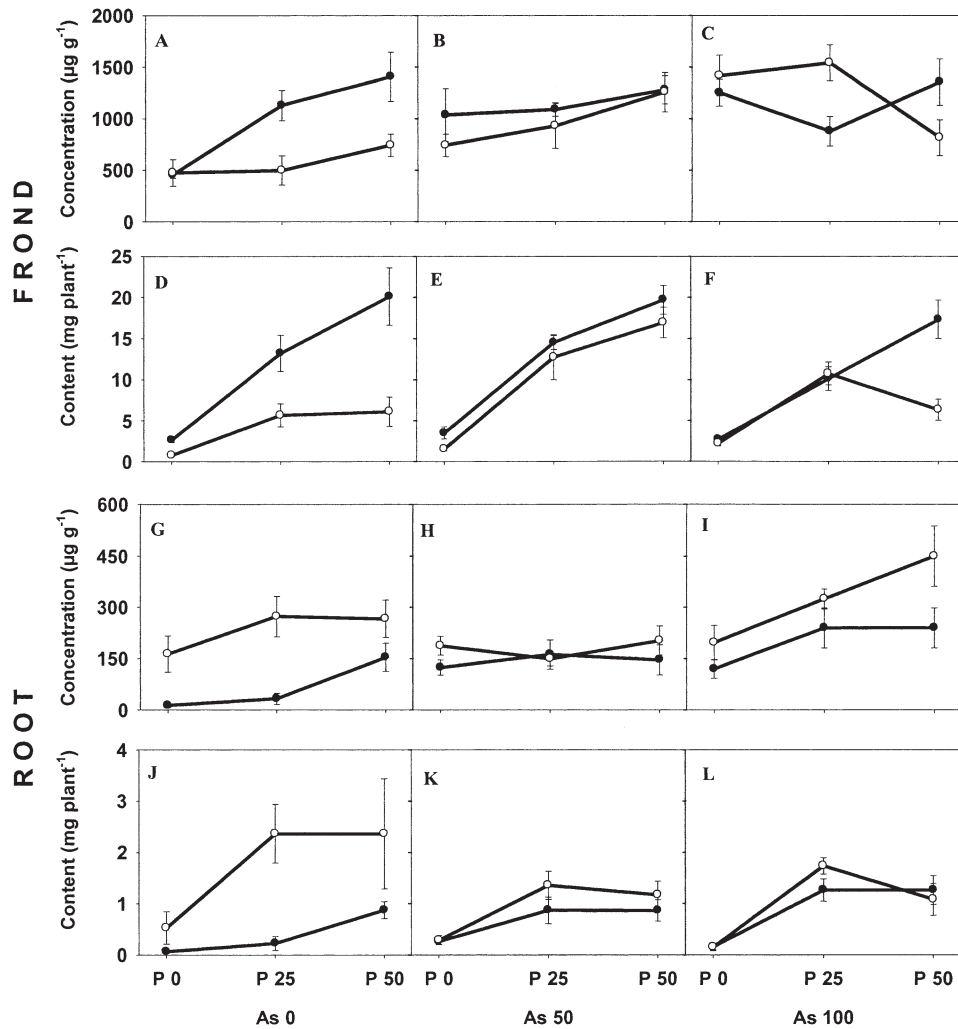 FROND
ROOT
Concentration (µg g-1)
2000
1500
1000
500
0
A
B
C
Content (mg plant-1)
25
20
15
10
5
0
D
E
F
Concentration (µg g-1)
600
450
300
150
0
G
H
I
Content (mg plant-1)
4
3
2
1
0
J
K
L
P 0 P 25 P 50 P 0 P 25 P 50 P 0 P 25 P 50
As 0 As 50 As 100